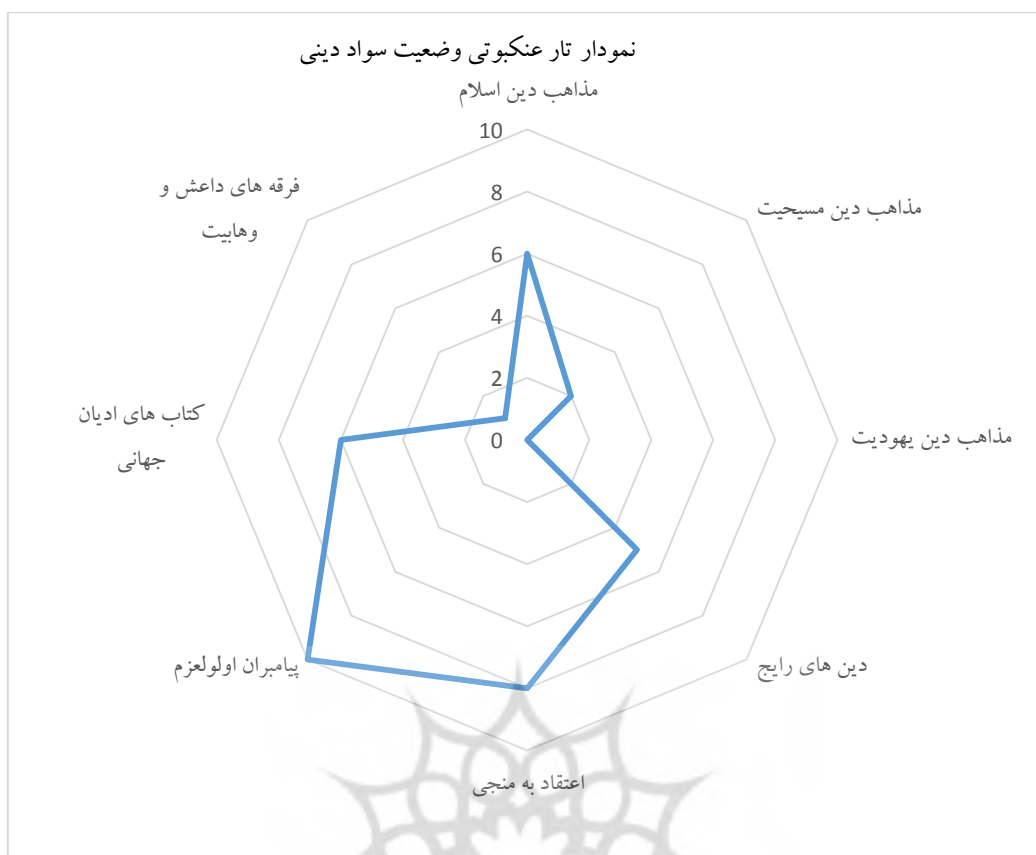 نمودار تار عنکبوتی وضعیت سواد دینی
مذاهب دین اسلام
10
8
6
4
2
0
مذاهب دین مسیحیت
مذاهب دین یهودیت
دین های رایج
اعتقاد به منجی
پیامبران اولولعزم
کتاب های ادیان
جهانی
فرقه های داعش و
وهابیت